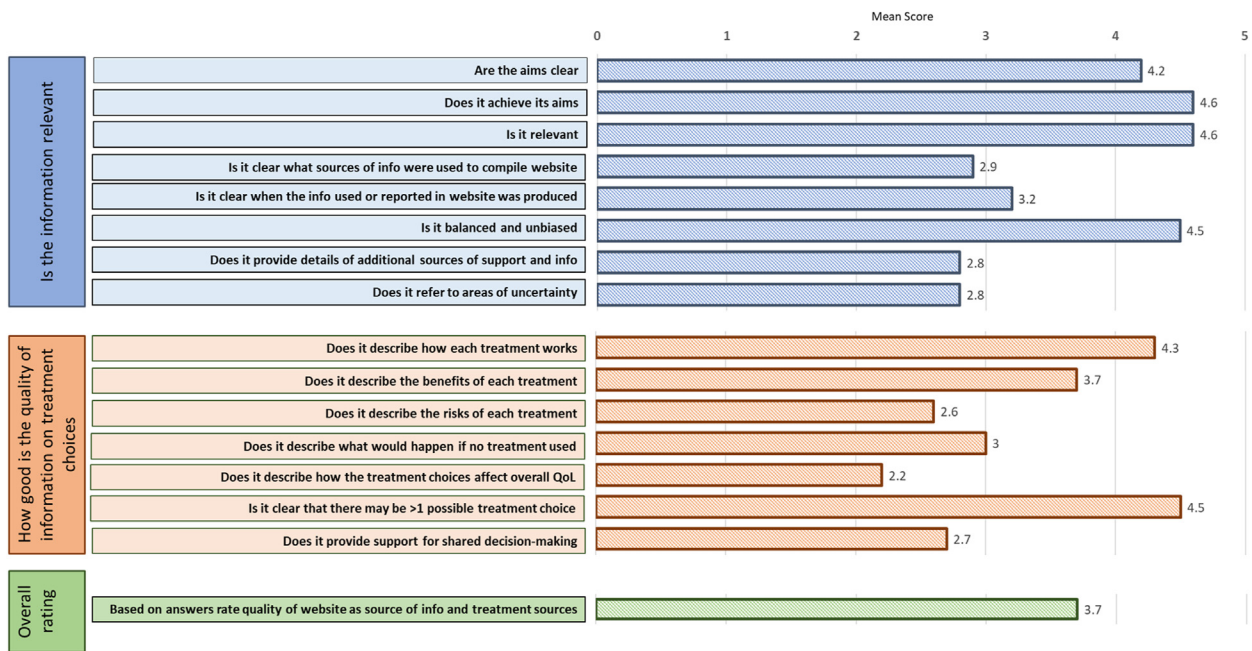 Mean Score
0 1 2 3 4 5
Is the information relevant
Are the aims clear 4.2
Does it achieve its aims 4.6
Is it relevant 4.6
Is it clear what sources of info were used to compile website 2.9
Is it clear when the info used or reported in website was produced 3.2
Is it balanced and unbiased 4.5
Does it provide details of additional sources of support and info 2.8
Does it refer to areas of uncertainty 2.8
How good is the quality of
information on treatment
choices
Does it describe how each treatment works 4.3
Does it describe the benefits of each treatment 3.7
Does it describe the risks of each treatment 2.6
Does it describe what would happen if no treatment used 3
Does it describe how the treatment choices affect overall QoL 2.2
Is it clear that there may be >1 possible treatment choice 4.5
Does it provide support for shared decision-making 2.7
Overall
rating
Based on answers rate quality of website as source of info and treatment sources 3.7